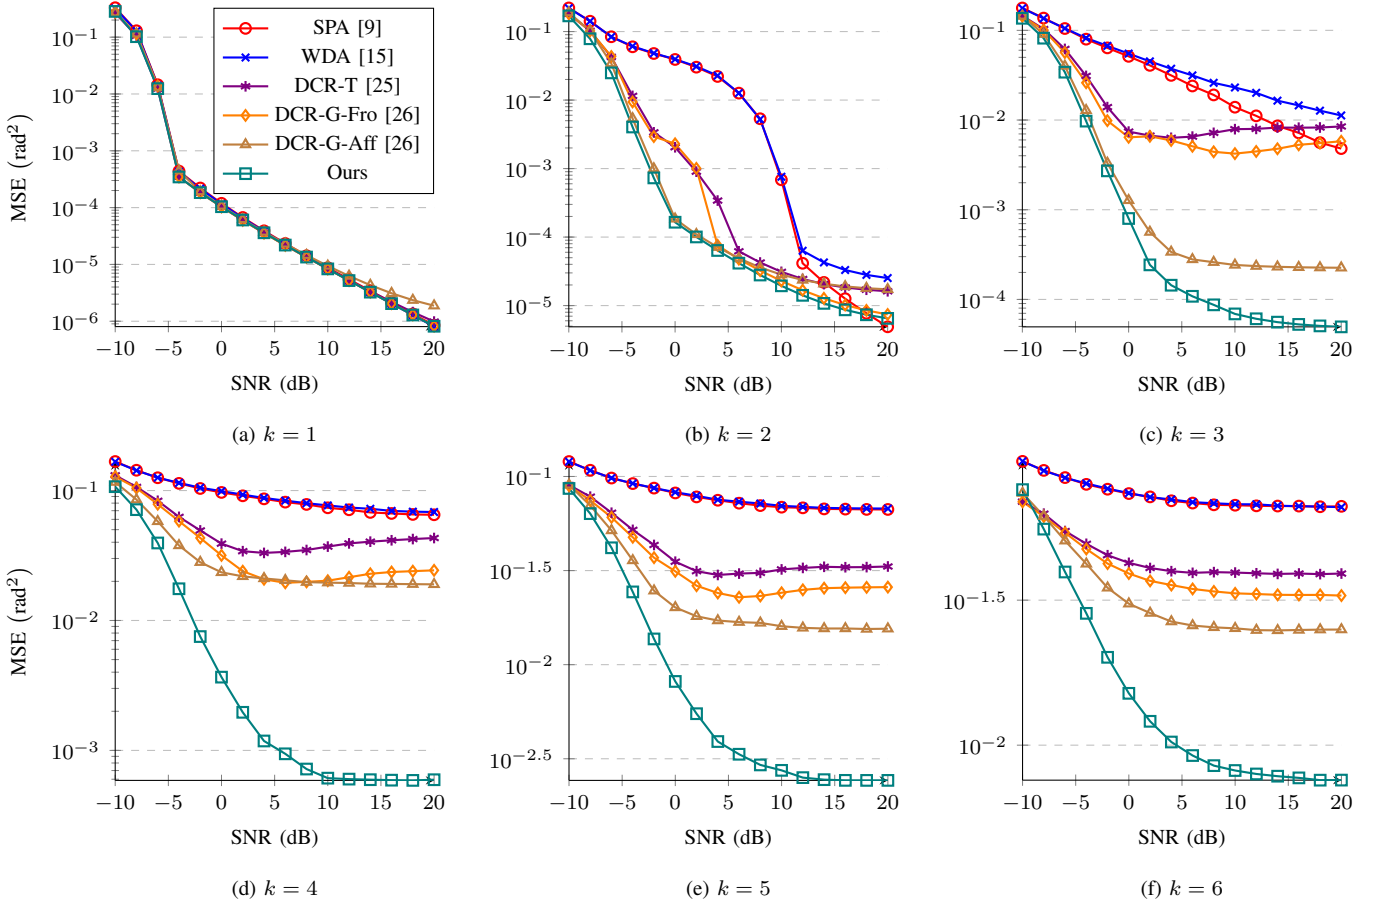 SPA [9]
WDA [15]
DCR-T [25]
DCR-G-Fro [26]
DCR-G-Aff [26]
Ours
MSE (rad²)
10⁻¹
10⁻²
10⁻³
10⁻⁴
10⁻⁵
10⁻⁶
−10 −5 0 5 10 15 20
SNR (dB)
(a) k = 1
10⁻¹
10⁻²
10⁻³
10⁻⁴
10⁻⁵
−10 −5 0 5 10 15 20
SNR (dB)
(b) k = 2
10⁻¹
10⁻²
10⁻³
10⁻⁴
−10 −5 0 5 10 15 20
SNR (dB)
(c) k = 3
MSE (rad²)
10⁻¹
10⁻²
10⁻³
−10 −5 0 5 10 15 20
SNR (dB)
(d) k = 4
10⁻¹
10⁻¹·⁵
10⁻²
10⁻²·⁵
−10 −5 0 5 10 15 20
SNR (dB)
(e) k = 5
10⁻¹·⁵
10⁻²
−10 −5 0 5 10 15 20
SNR (dB)
(f) k = 6